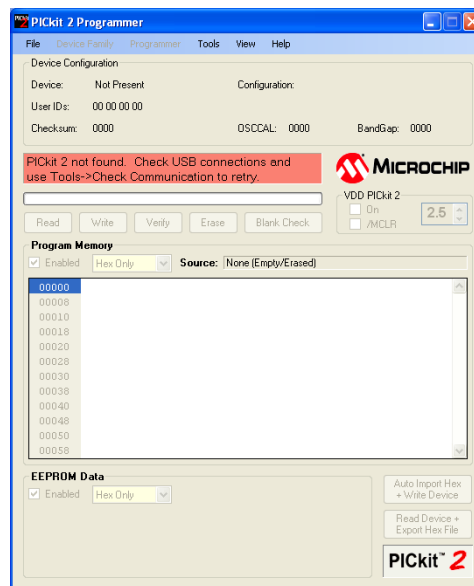 PICkit 2 Programmer
File Device Family Programmer Tools View Help
Device Configuration
Device: Not Present Configuration:
User IDs: 00 00 00 00
Checksum: 0000 OSCCAL: 0000 BandGap: 0000
PICkit 2 not found. Check USB connections and
use Tools->Check Communication to retry.
MICROCHIP
VDD PICkit 2
On
/MCLR
2.5
Read Write Verify Erase Blank Check
Program Memory
Enabled Hex Only Source: None (Empty/Erased)
00000
00008
00010
00018
00020
00028
00030
00038
00040
00048
00050
00058
EEPROM Data
Enabled Hex Only
Auto Import Hex
+ Write Device
Read Device +
Export Hex File
PICkit™ 2